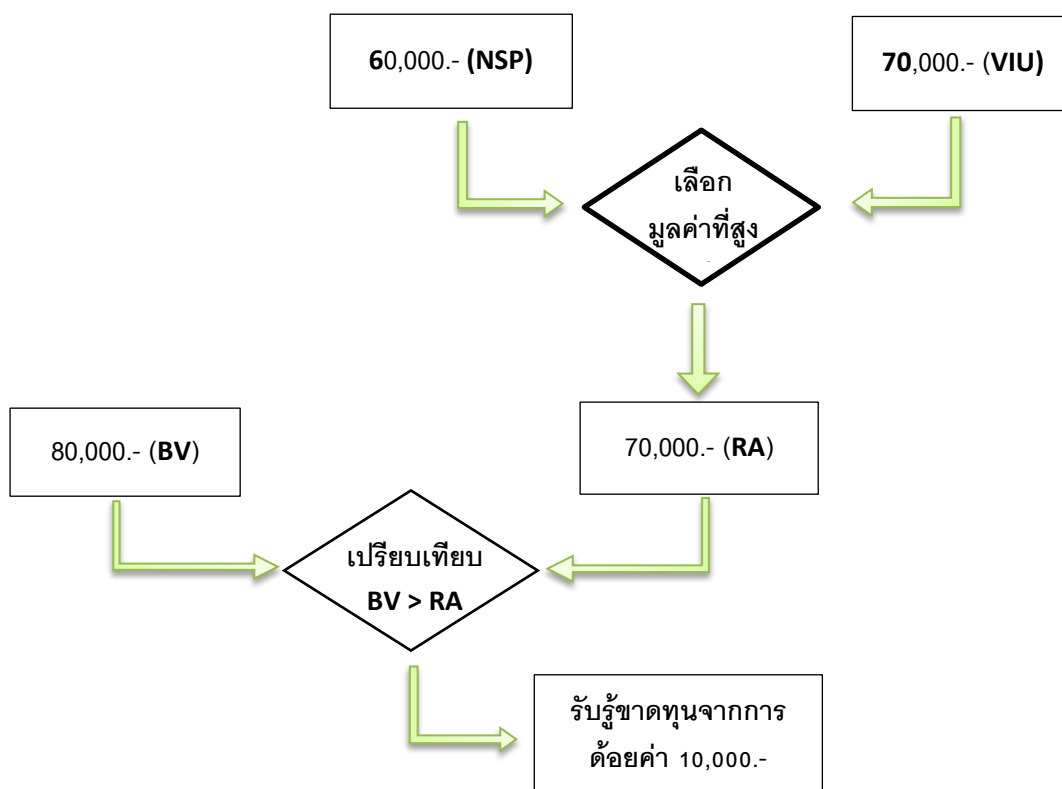 60,000.- (NSP)
70,000.- (VIU)
เลือก
มูลค่าที่สูง
80,000.- (BV)
70,000.- (RA)
เปรียบเทียบ
BV > RA
รับรู้ขาดทุนจากการ
ด้อยค่า 10,000.-